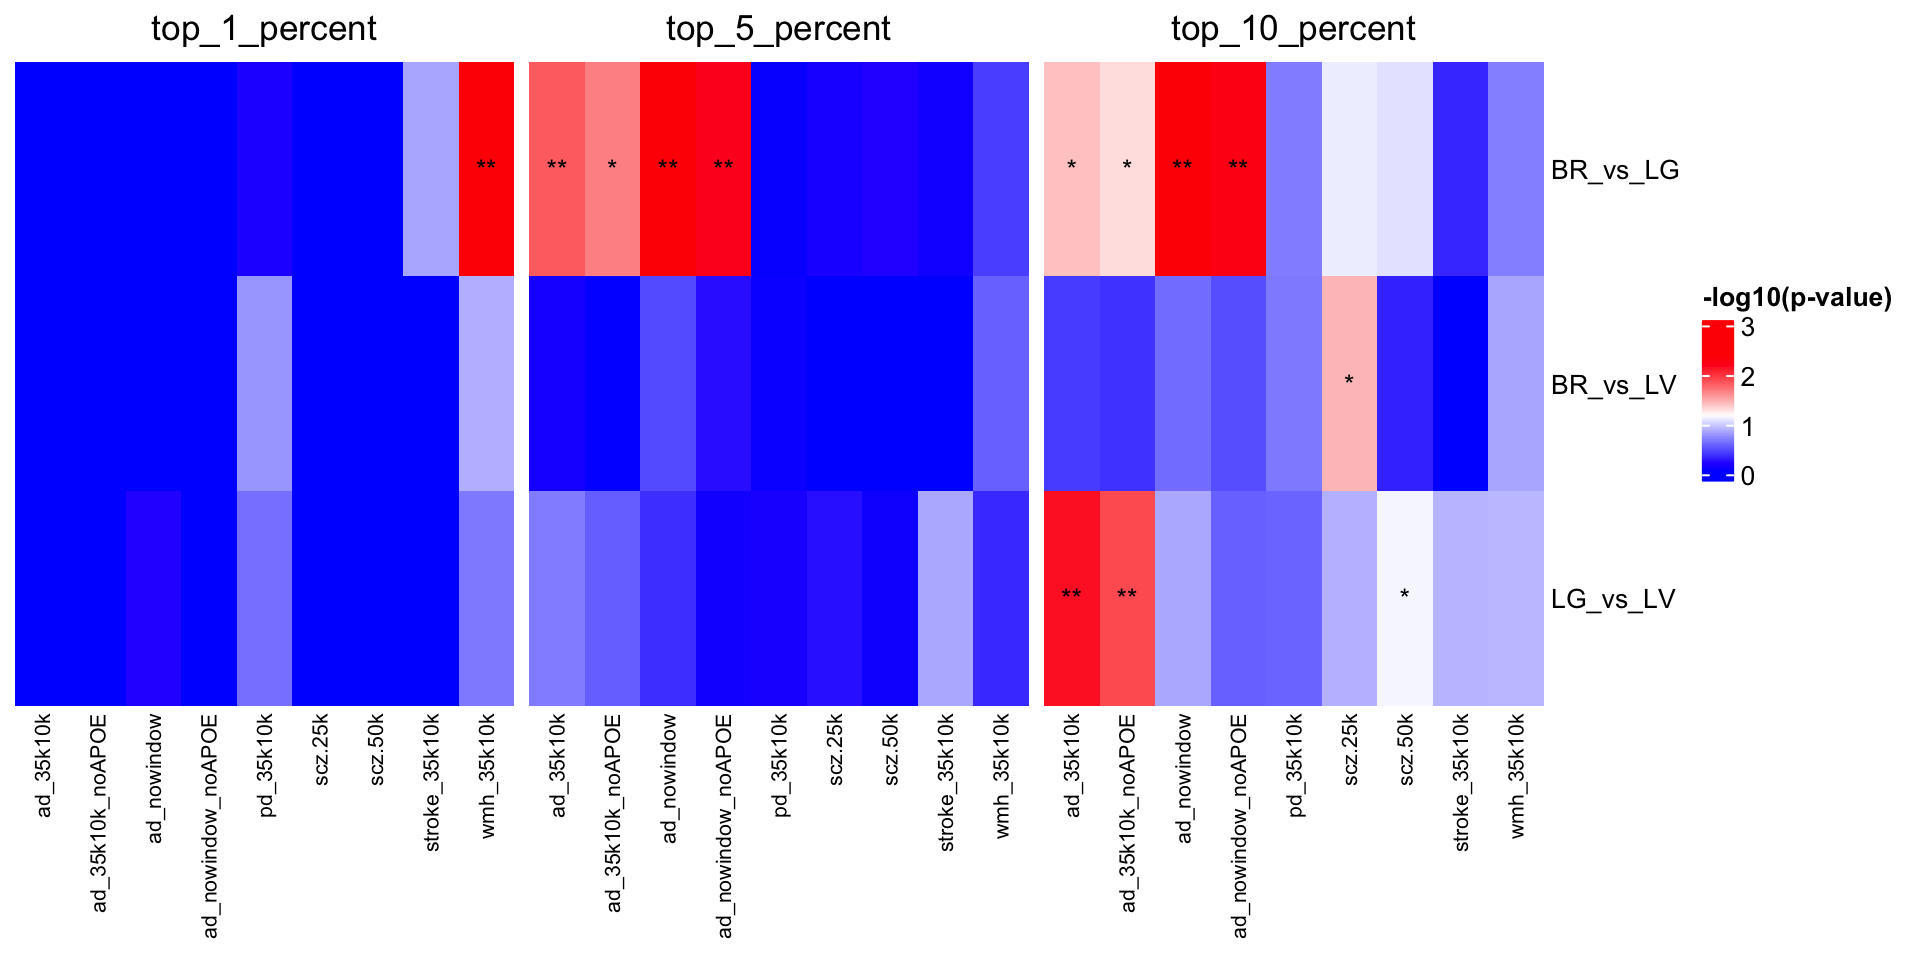 top_1_percent top_5_percent top_10_percent
** ** * ** ** * * ** **
BR_vs_LG
*
BR_vs_LV
** ** *
LG_vs_LV
-log10(p-value)
3
2
1
0
ad_35k10k
ad_35k10k_noAPOE
ad_nowindow
ad_nowindow_noAPOE
pd_35k10k
scz.25k
scz.50k
stroke_35k10k
wmh_35k10k
ad_35k10k
ad_35k10k_noAPOE
ad_nowindow
ad_nowindow_noAPOE
pd_35k10k
scz.25k
scz.50k
stroke_35k10k
wmh_35k10k
ad_35k10k
ad_35k10k_noAPOE
ad_nowindow
ad_nowindow_noAPOE
pd_35k10k
scz.25k
scz.50k
stroke_35k10k
wmh_35k10k